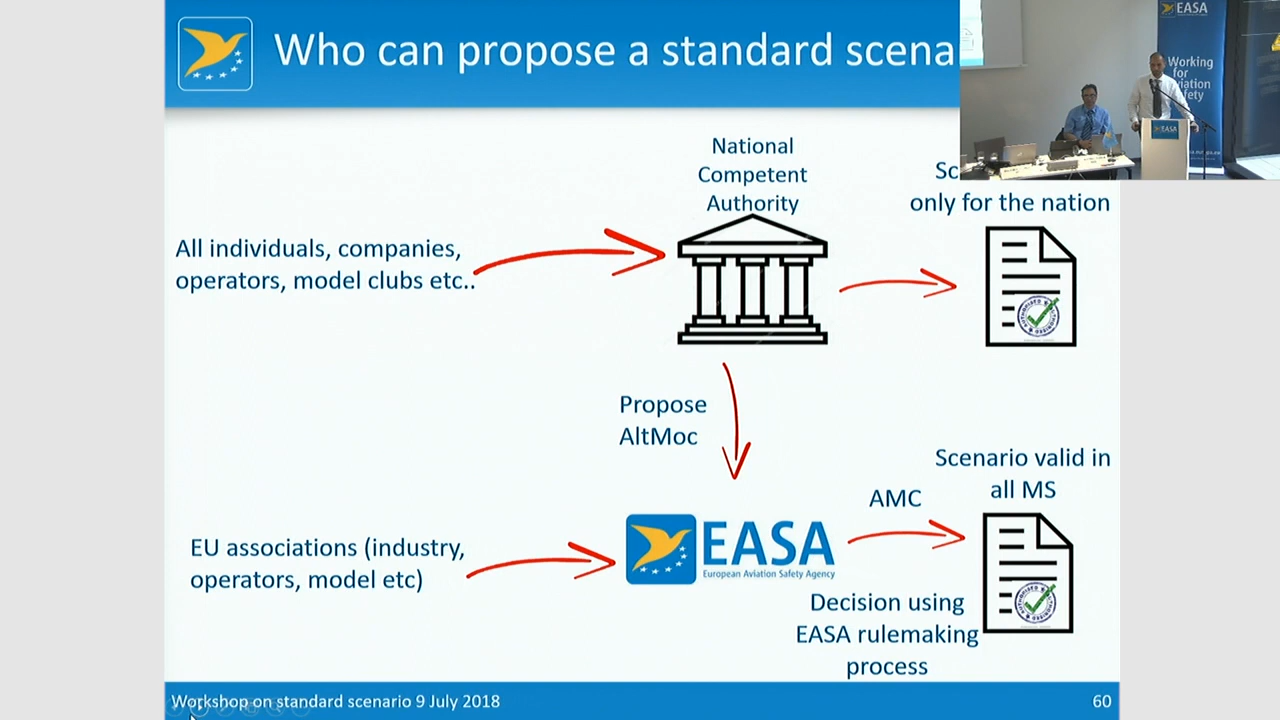 Who can propose a standard
EASA
Working
for
Aviation
Safety
EASA
National
Competent
Authority
only for the nation
All individuals, companies,
operators, model clubs etc..
Propose
AltMoc
Scenario valid in
all MS
AMC
EASA
European Aviation Safety Agency
EU associations (industry,
operators, model etc)
Decision using
EASA rulemaking
process
Workshop on standard scenario 9 July 2018
60